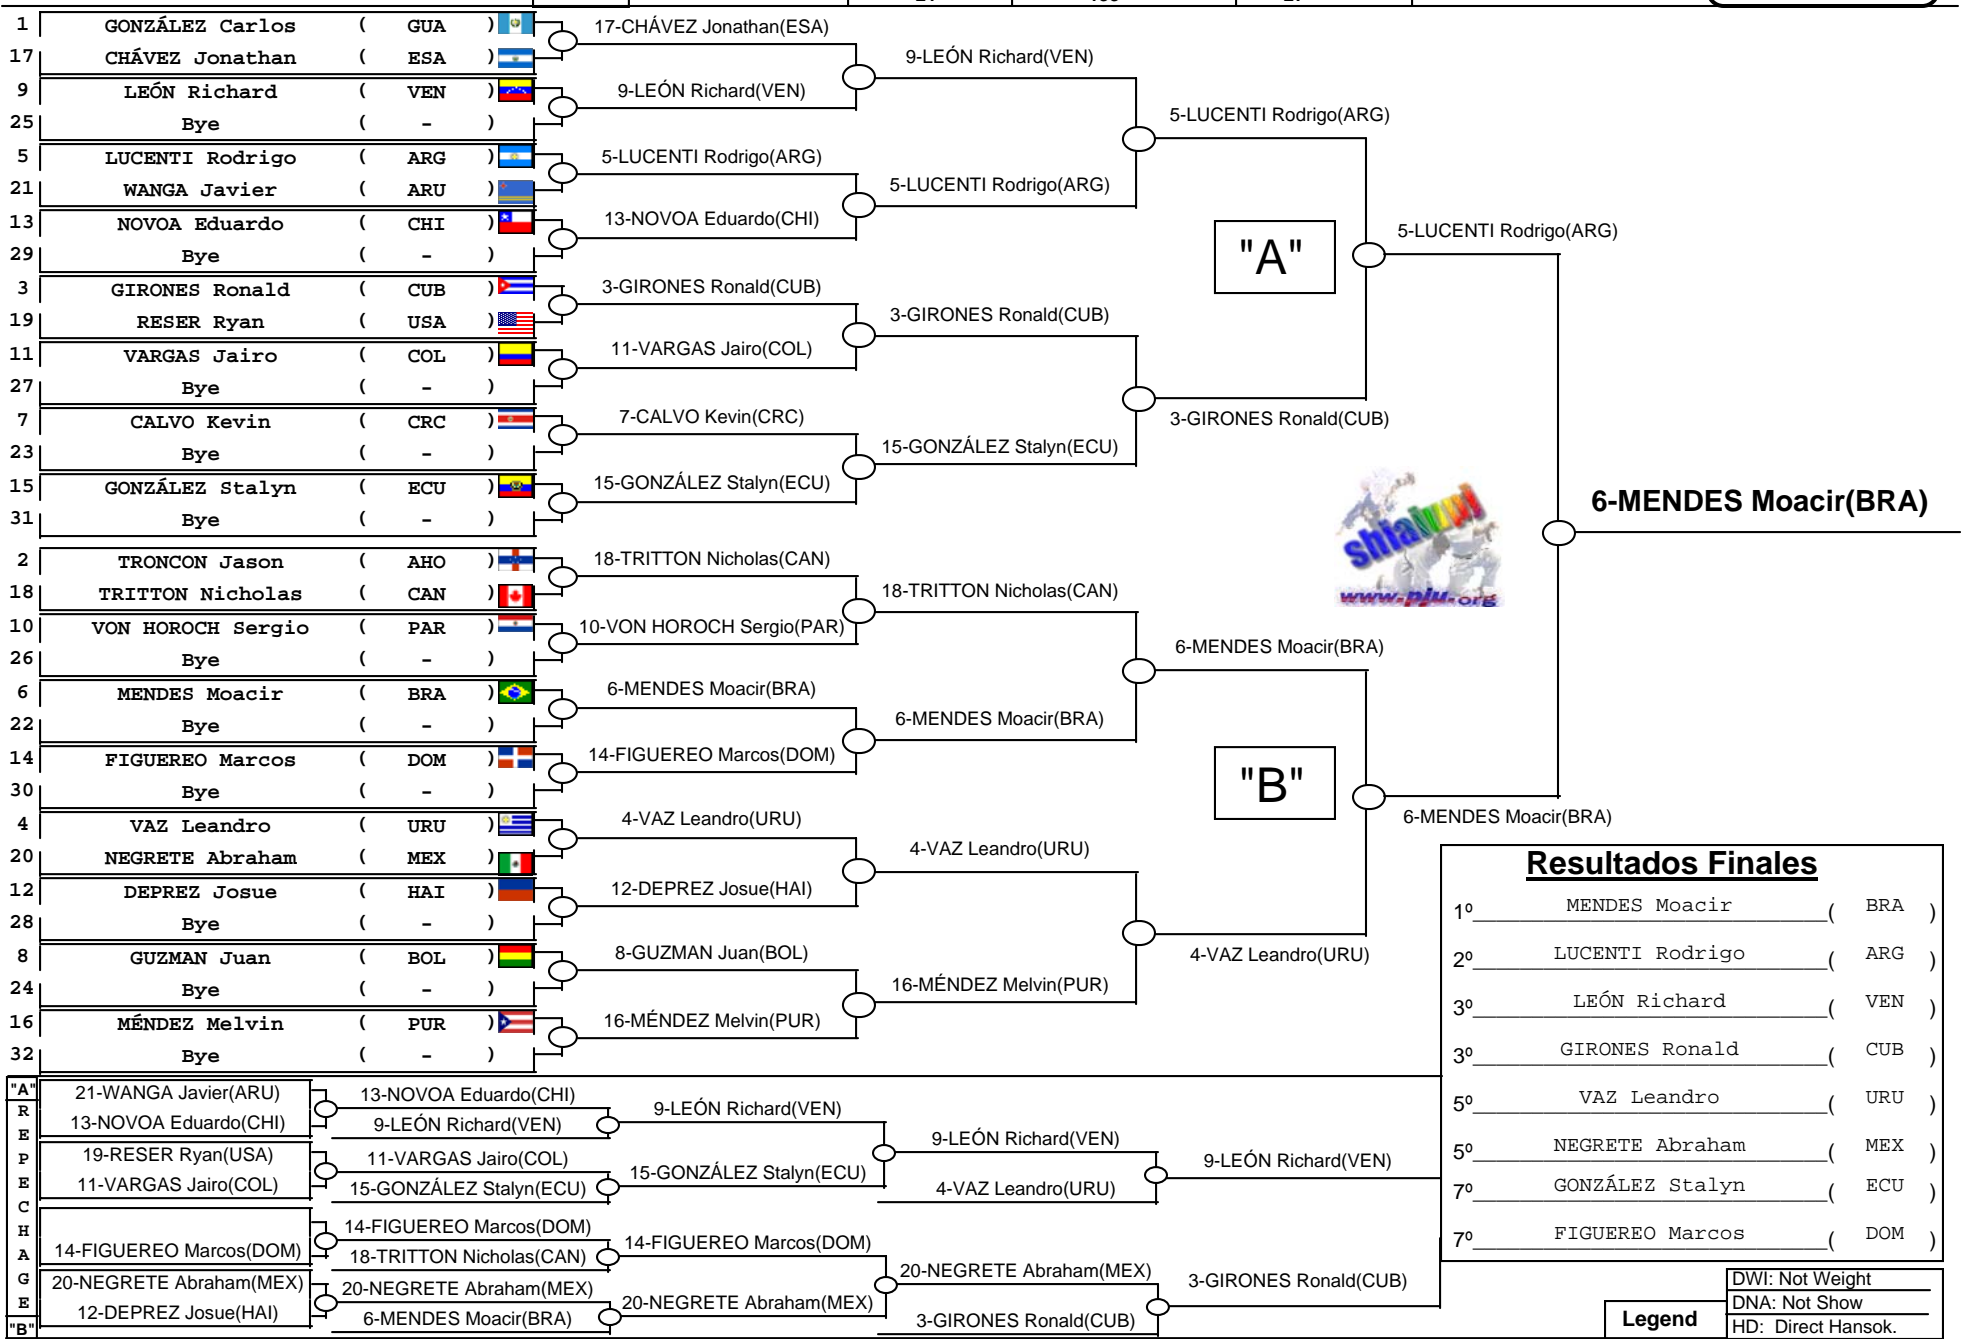 1 GONZÁLEZ Carlos ( GUA )
17 CHÁVEZ Jonathan ( ESA )
9 LEÓN Richard ( VEN )
25 Bye ( - )
5 LUCENTI Rodrigo ( ARG )
21 WANGA Javier ( ARU )
13 NOVOA Eduardo ( CHI )
29 Bye ( - )
3 GIRONES Ronald ( CUB )
19 RESER Ryan ( USA )
11 VARGAS Jairo ( COL )
27 Bye ( - )
7 CALVO Kevin ( CRC )
23 Bye ( - )
15 GONZÁLEZ Stalyn ( ECU )
31 Bye ( - )
2 TRONCON Jason ( AHO )
18 TRITTON Nicholas ( CAN )
10 VON HOROCH Sergio ( PAR )
26 Bye ( - )
6 MENDES Moacir ( BRA )
22 Bye ( - )
14 FIGUEREO Marcos ( DOM )
30 Bye ( - )
4 VAZ Leandro ( URU )
20 NEGRETE Abraham ( MEX )
12 DEPREZ Josue ( HAI )
28 Bye ( - )
8 GUZMAN Juan ( BOL )
24 Bye ( - )
16 MÉNDEZ Melvin ( PUR )
32 Bye ( - )
17-CHÁVEZ Jonathan(ESA)
9-LEÓN Richard(VEN)
5-LUCENTI Rodrigo(ARG)
13-NOVOA Eduardo(CHI)
3-GIRONES Ronald(CUB)
11-VARGAS Jairo(COL)
7-CALVO Kevin(CRC)
15-GONZÁLEZ Stalyn(ECU)
18-TRITTON Nicholas(CAN)
10-VON HOROCH Sergio(PAR)
6-MENDES Moacir(BRA)
14-FIGUEREO Marcos(DOM)
4-VAZ Leandro(URU)
12-DEPREZ Josue(HAI)
8-GUZMAN Juan(BOL)
16-MÉNDEZ Melvin(PUR)
9-LEÓN Richard(VEN)
5-LUCENTI Rodrigo(ARG)
3-GIRONES Ronald(CUB)
15-GONZÁLEZ Stalyn(ECU)
18-TRITTON Nicholas(CAN)
6-MENDES Moacir(BRA)
4-VAZ Leandro(URU)
16-MÉNDEZ Melvin(PUR)
5-LUCENTI Rodrigo(ARG)
"A"
3-GIRONES Ronald(CUB)
6-MENDES Moacir(BRA)
"B"
4-VAZ Leandro(URU)
5-LUCENTI Rodrigo(ARG)
6-MENDES Moacir(BRA)
shiai
www.pju.org
6-MENDES Moacir(BRA)
Resultados Finales
1º MENDES Moacir ( BRA )
2º LUCENTI Rodrigo ( ARG )
3º LEÓN Richard ( VEN )
3º GIRONES Ronald ( CUB )
5º VAZ Leandro ( URU )
5º NEGRETE Abraham ( MEX )
7º GONZÁLEZ Stalyn ( ECU )
7º FIGUEREO Marcos ( DOM )
"A"
REPECHAGE
"B"
21-WANGA Javier(ARU)
13-NOVOA Eduardo(CHI)
19-RESER Ryan(USA)
11-VARGAS Jairo(COL)
14-FIGUEREO Marcos(DOM)
20-NEGRETE Abraham(MEX)
12-DEPREZ Josue(HAI)
13-NOVOA Eduardo(CHI)
9-LEÓN Richard(VEN)
11-VARGAS Jairo(COL)
15-GONZÁLEZ Stalyn(ECU)
14-FIGUEREO Marcos(DOM)
18-TRITTON Nicholas(CAN)
20-NEGRETE Abraham(MEX)
6-MENDES Moacir(BRA)
9-LEÓN Richard(VEN)
15-GONZÁLEZ Stalyn(ECU)
14-FIGUEREO Marcos(DOM)
20-NEGRETE Abraham(MEX)
9-LEÓN Richard(VEN)
4-VAZ Leandro(URU)
20-NEGRETE Abraham(MEX)
3-GIRONES Ronald(CUB)
9-LEÓN Richard(VEN)
3-GIRONES Ronald(CUB)
Legend
DWI: Not Weight
DNA: Not Show
HD: Direct Hansok.